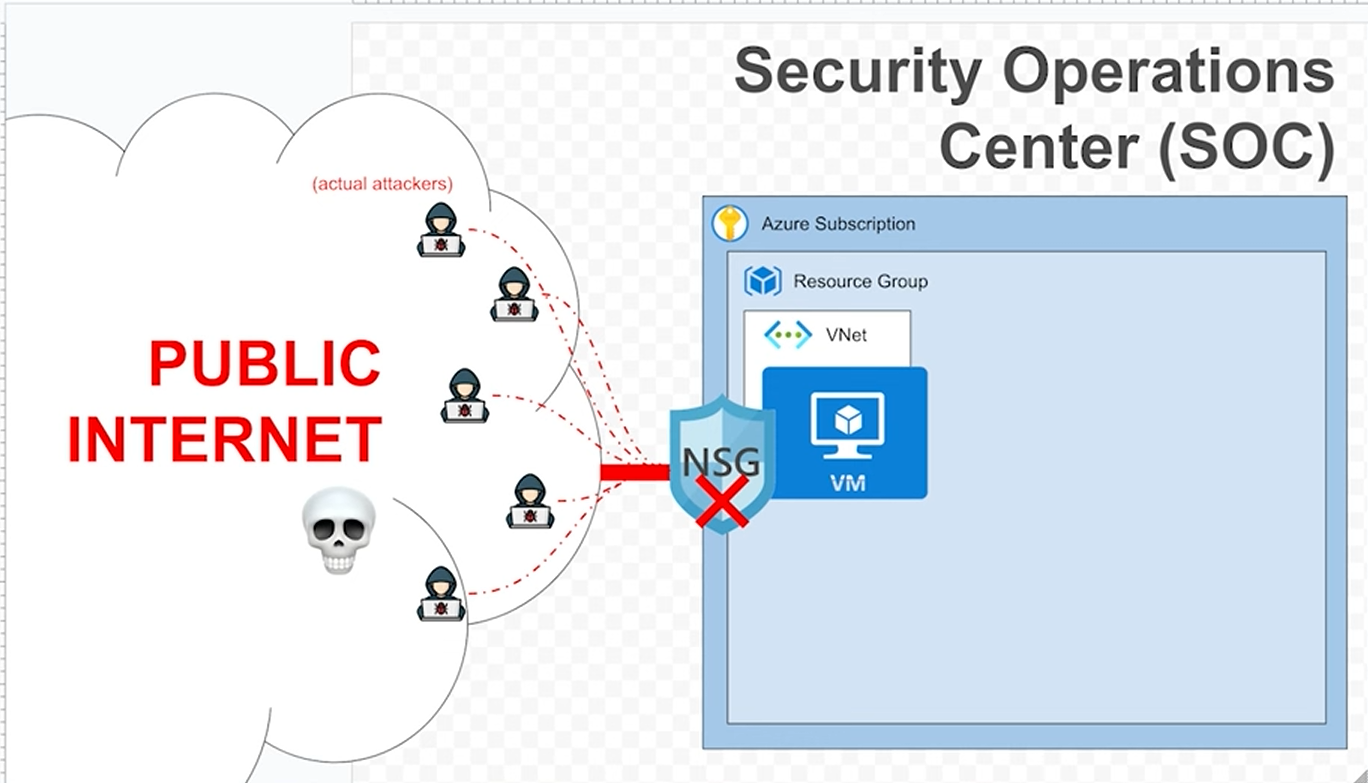 Security Operations
Center (SOC)
(actual attackers)
PUBLIC
INTERNET
Azure Subscription
Resource Group
VNet
NSG
VM